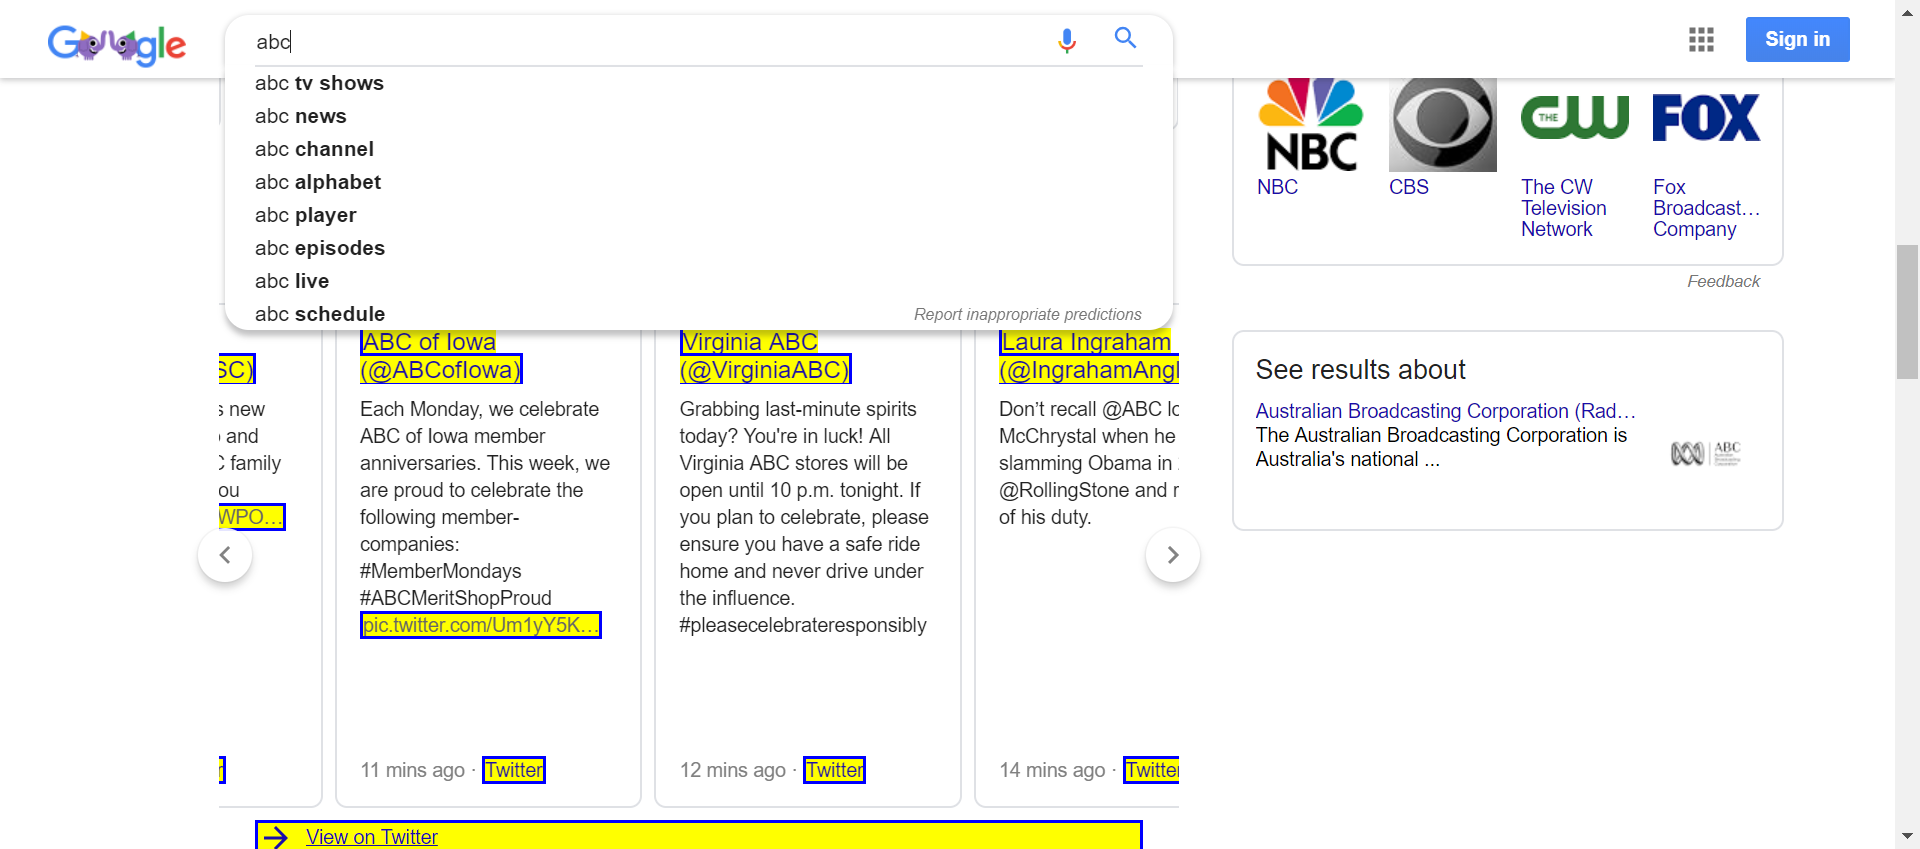 Google
abc
Sign in
abc tv shows
abc news
abc channel
abc alphabet
abc player
abc episodes
abc live
abc schedule
Report inappropriate predictions
SC)
s new
and
C family
ou
WPO...
ABC of Iowa
(@ABCofIowa)
Each Monday, we celebrate
ABC of Iowa member
anniversaries. This week, we
are proud to celebrate the
following member-
companies:
#MemberMondays
#ABCMeritShopProud
pic.twitter.com/Um1yY5K...
11 mins ago · Twitter
Virginia ABC
(@VirginiaABC)
Grabbing last-minute spirits
today? You're in luck! All
Virginia ABC stores will be
open until 10 p.m. tonight. If
you plan to celebrate, please
ensure you have a safe ride
home and never drive under
the influence.
#pleasecelebrateresponsibly
12 mins ago · Twitter
Laura Ingraham
(@IngrahamAngl
Don't recall @ABC lo
McChrystal when he
slamming Obama in
@RollingStone and r
of his duty.
14 mins ago · Twitter
View on Twitter
NBC
THE CW
FOX
NBC
CBS
The CW
Television
Network
Fox
Broadcast...
Company
Feedback
See results about
Australian Broadcasting Corporation (Rad...
The Australian Broadcasting Corporation is
Australia's national ...
ABC